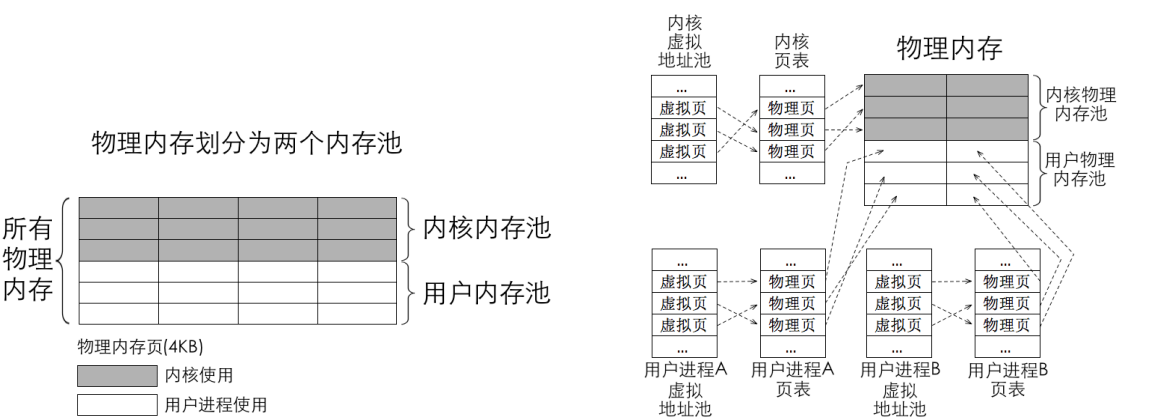 物理内存划分为两个内存池
所有
物理
内存
内核内存池
用户内存池
物理内存页(4KB)
内核使用
用户进程使用
内核
虚拟
地址池
...
虚拟页
虚拟页
虚拟页
...
内核
页表
...
物理页
物理页
物理页
...
物理内存
内核物理
内存池
用户物理
内存池
...
虚拟页
虚拟页
虚拟页
...
用户进程A
虚拟
地址池
...
物理页
物理页
物理页
...
用户进程A
页表
...
虚拟页
虚拟页
虚拟页
...
用户进程B
虚拟
地址池
...
物理页
物理页
物理页
...
用户进程B
页表